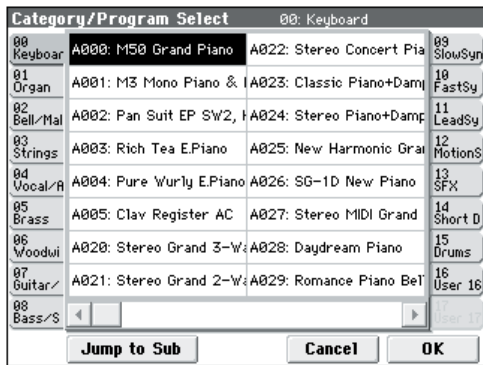 Category/Program Select 00: Keyboard
00
Keyboar
01
Organ
02
Bell/Mal
03
Strings
04
Vocal/A
05
Brass
06
Woodwi
07
Guitar/
08
Bass/S
A000: M50 Grand Piano
A001: M3 Mono Piano &
A002: Pan Suit EP SW2,
A003: Rich Tea E.Piano
A004: Pure Wurly E.Piano
A005: Clav Register AC
A020: Stereo Grand 3-Wa
A021: Stereo Grand 2-Wa
A022: Stereo Concert Pia
A023: Classic Piano+Damp
A024: Stereo Piano+Damp
A025: New Harmonic Gra
A026: SG-1D New Piano
A027: Stereo MIDI Grand
A028: Daydream Piano
A029: Romance Piano Bel
09
SlowSyn
10
FastSy
11
LeadSy
12
MotionS
13
SFX
14
Short D
15
Drums
16
User 16
17
User 17
Jump to Sub
Cancel
OK